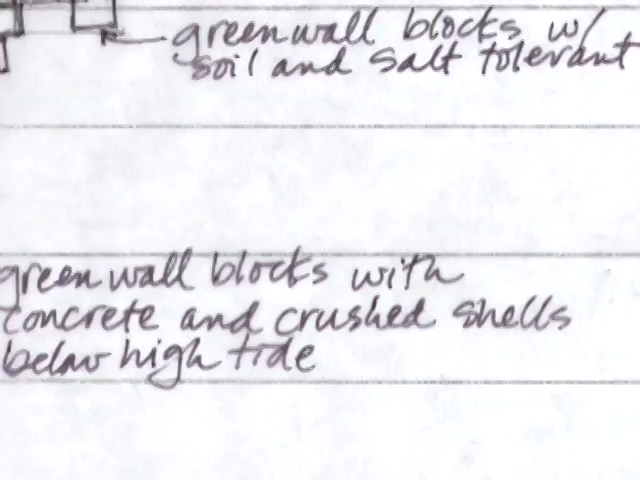 greenwall blocks w/
soil and salt tolerant
greenwall blocks with
concrete and crushed shells
below high tide